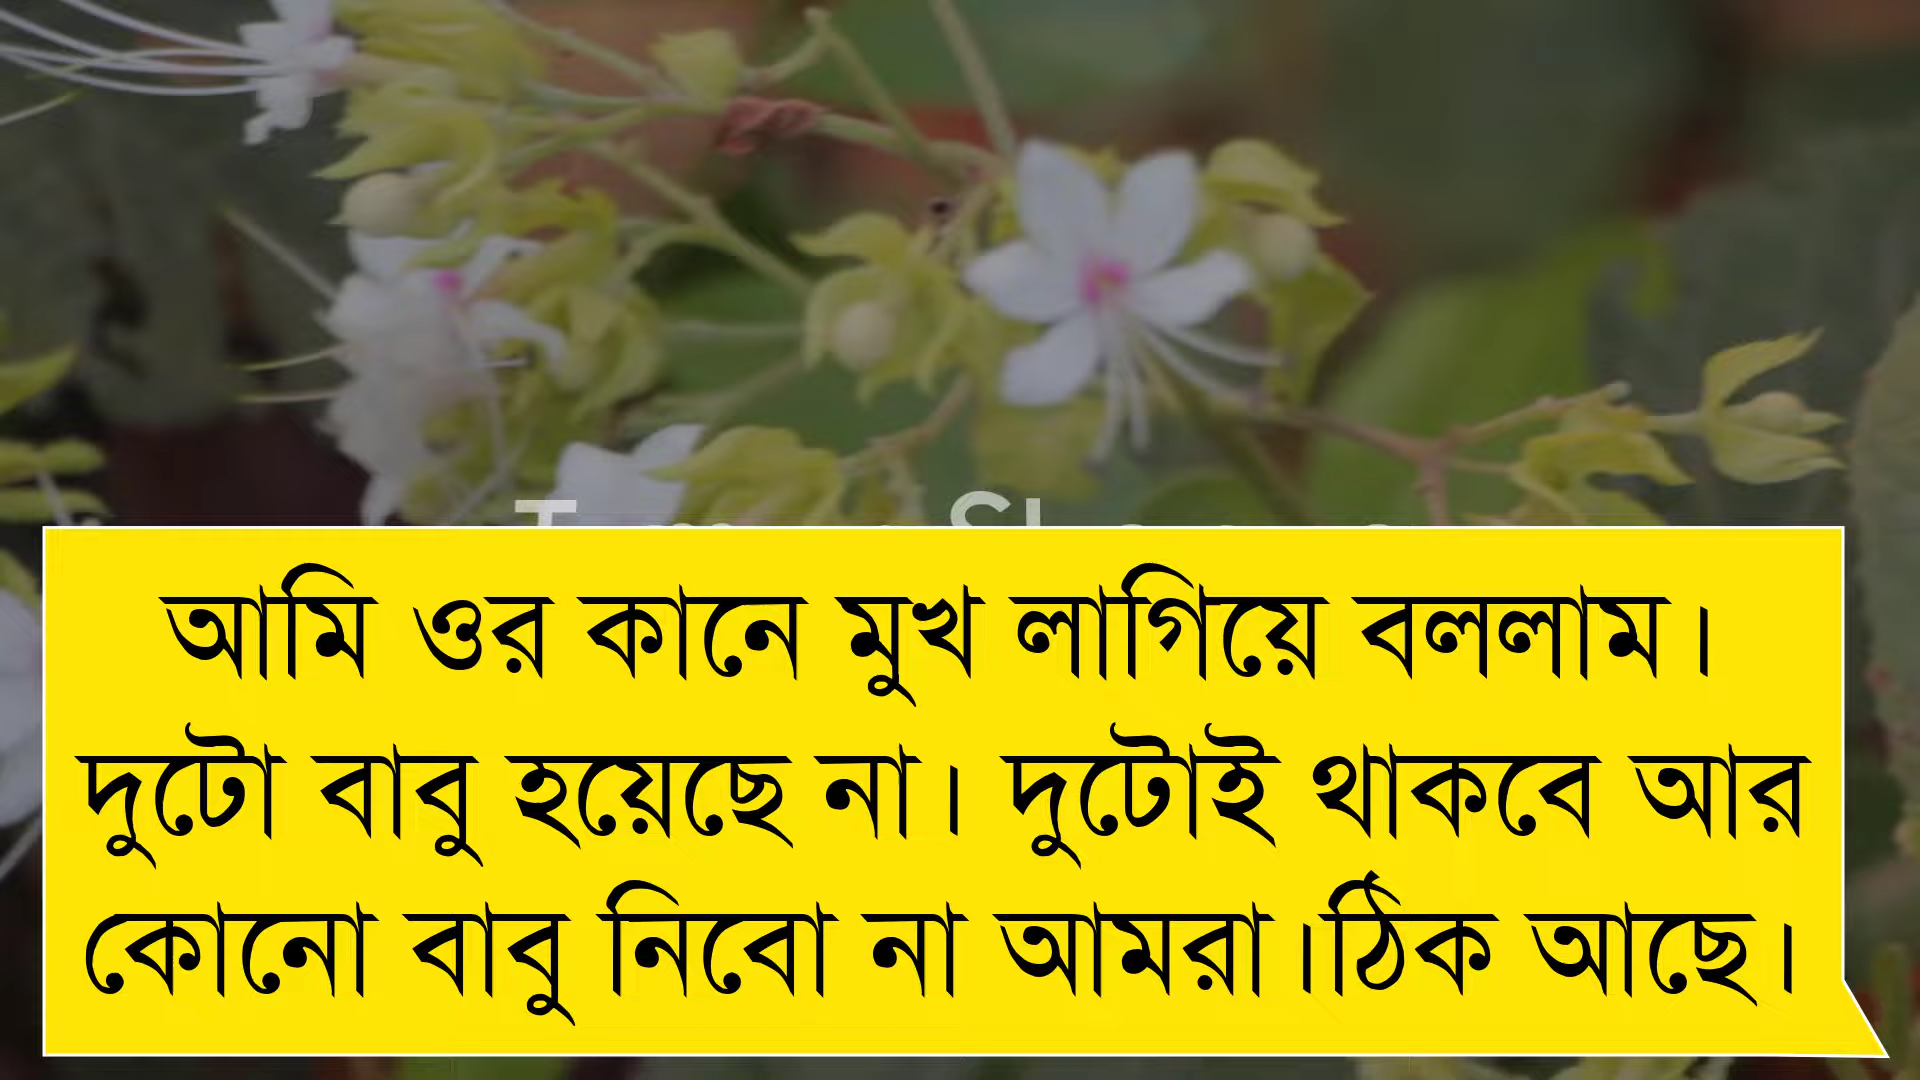 আমি ওর কানে মুখ লাগিয়ে বললাম।
দুটো বাবু হয়েছে না। দুটোই থাকবে আর
কোনো বাবু নিবো না আমরা।ঠিক আছে।